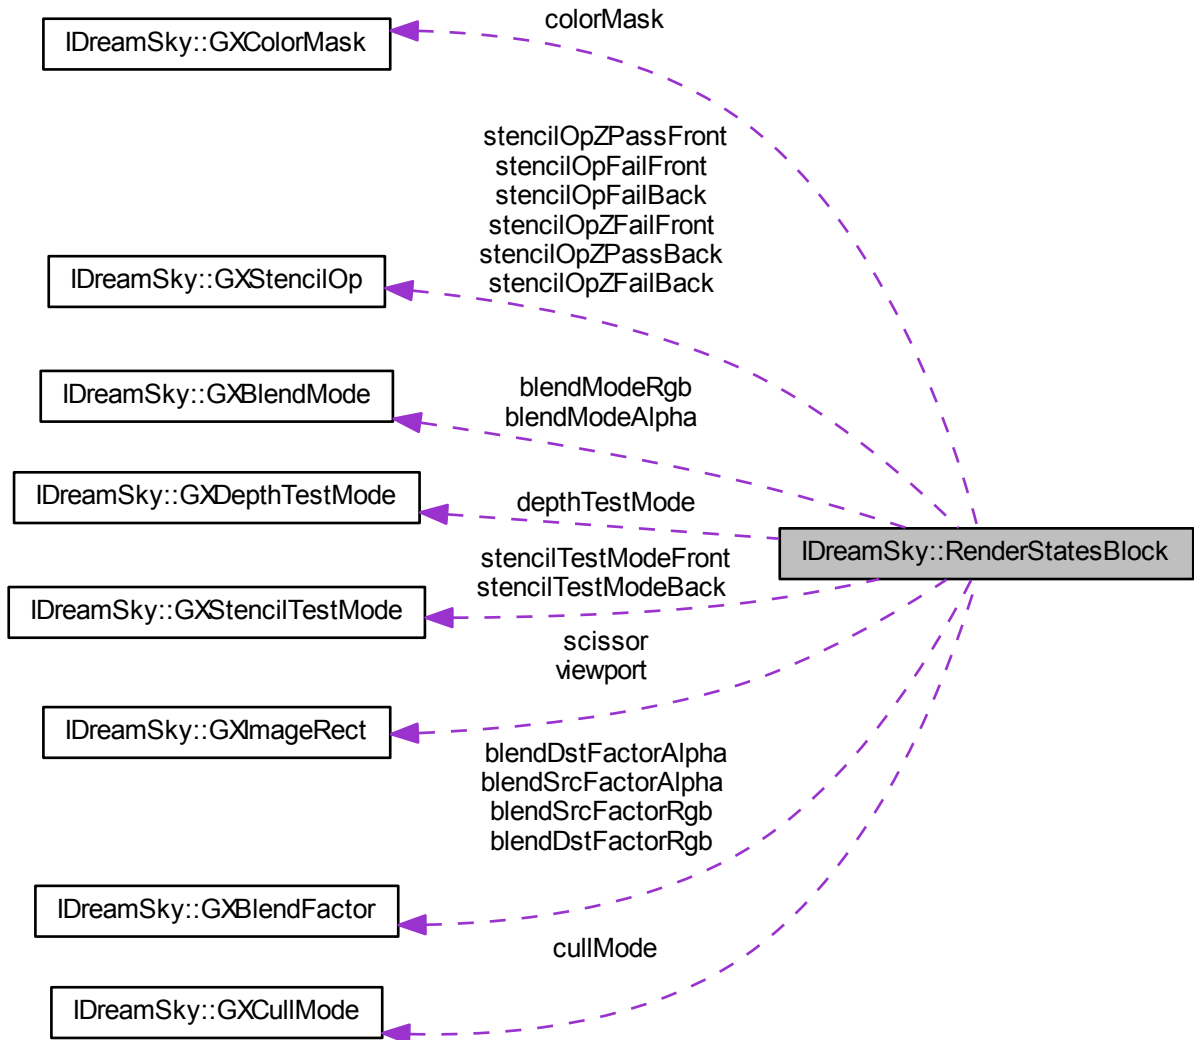 colorMask
IDreamSky::GXColorMask
stencilOpZPassFront
stencilOpFailFront
stencilOpFailBack
stencilOpZFailFront
stencilOpZPassBack
stencilOpZFailBack
IDreamSky::GXStencilOp
IDreamSky::GXBlendMode
blendModeRgb
blendModeAlpha
IDreamSky::GXDepthTestMode
depthTestMode
IDreamSky::RenderStatesBlock
stencilTestModeFront
stencilTestModeBack
IDreamSky::GXStencilTestMode
scissor
viewport
IDreamSky::GXImageRect
blendDstFactorAlpha
blendSrcFactorAlpha
blendSrcFactorRgb
blendDstFactorRgb
IDreamSky::GXBlendFactor
cullMode
IDreamSky::GXCullMode